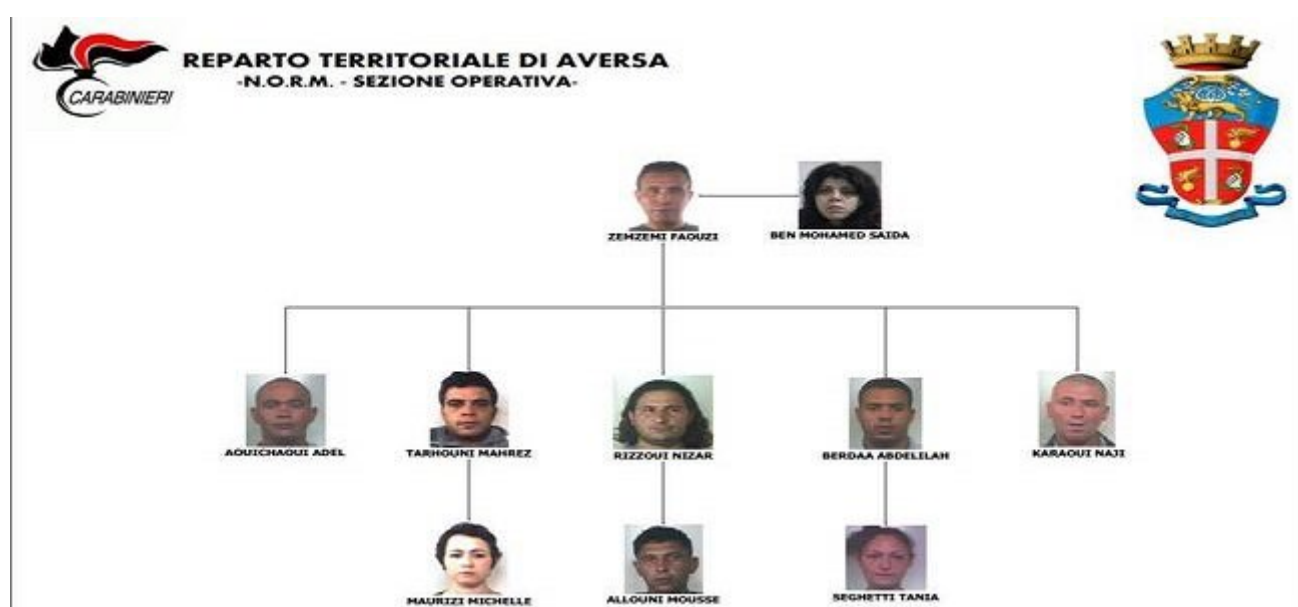 REPARTO TERRITORIALE DI AVERSA
-N.O.R.M. - SEZIONE OPERATIVA-
CARABINIERI
ZEMZEMI FAOUZI
BEN MOHAMED SAIDA
AOUICHAOUI ADEL
TARHOUNI MAHREZ
RIZZOUI NIZAR
BERDAA ABDELILAH
KARAOUI NAJI
MAURIZI MICHELLE
ALLOUNI MOUSSE
SEGHETTI TANIA